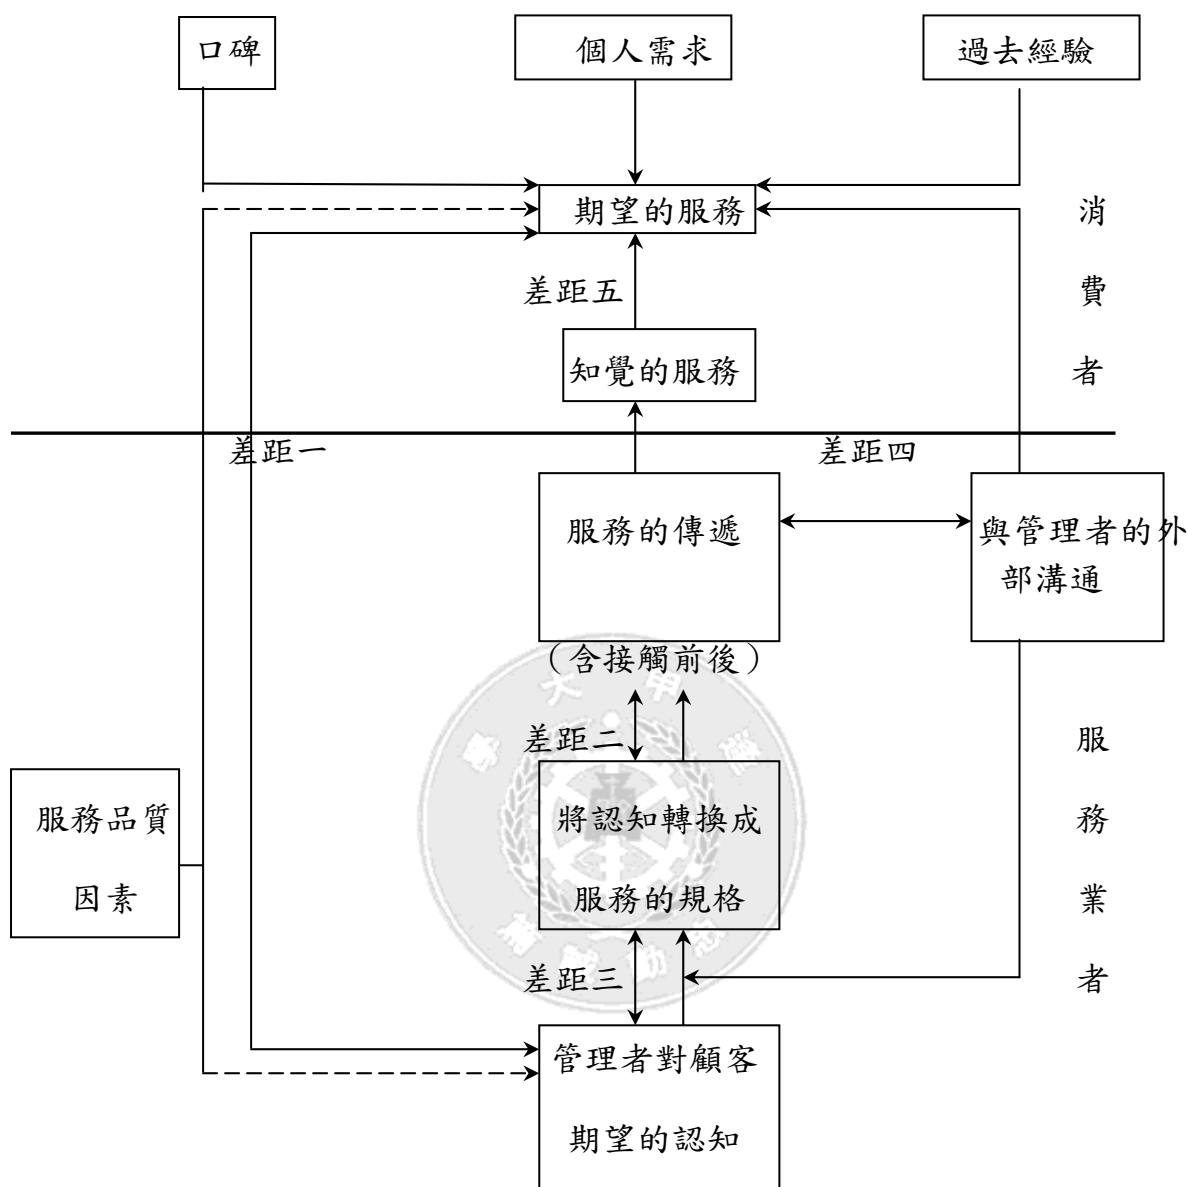 口碑
個人需求
過去經驗
期望的服務
差距五
知覺的服務
消
費
者
差距一
差距四
服務的傳遞
與管理者的外
部溝通
（含接觸前後）
差距二
將認知轉換成
服務的規格
服務品質
因素
差距三
管理者對顧客
期望的認知
服
務
業
者